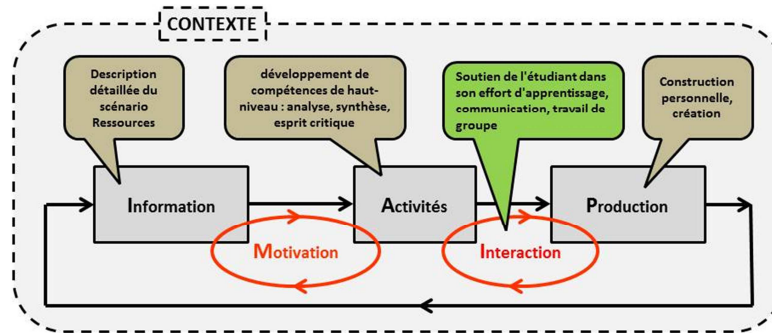 CONTEXTE
Description
détaillée du
scénario
Ressources
développement de
compétences de haut-
niveau : analyse, synthèse,
esprit critique
Soutien de l'étudiant dans
son effort d'apprentissage,
communication, travail de
groupe
Construction
personnelle,
création
Information
Activités
Production
Motivation
Interaction